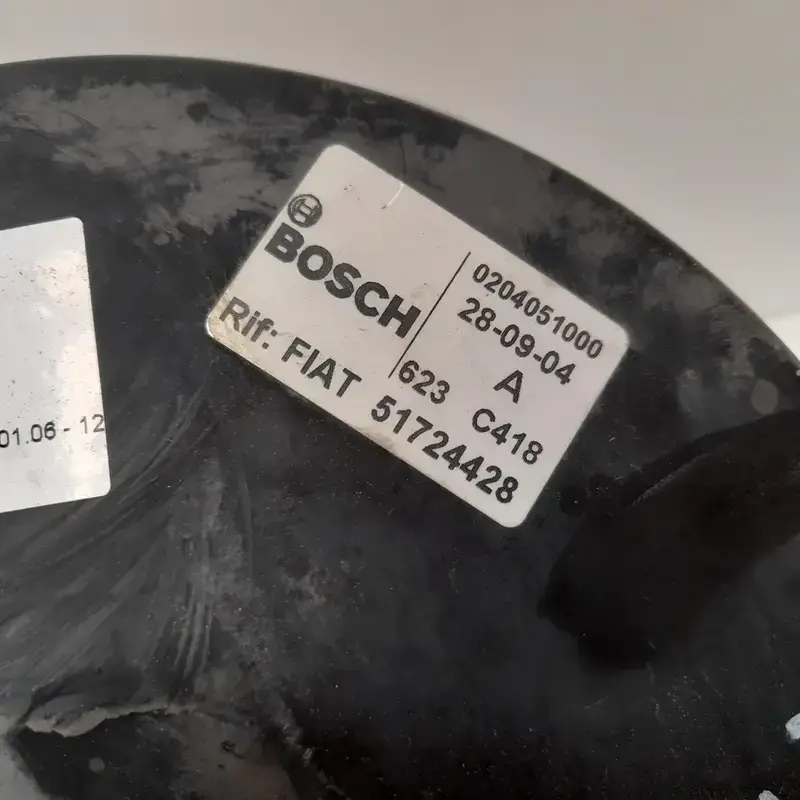 BOSCH
0204051000
28-09-04
A
623 C418
Rif: FIAT 51724428
01.06 - 12